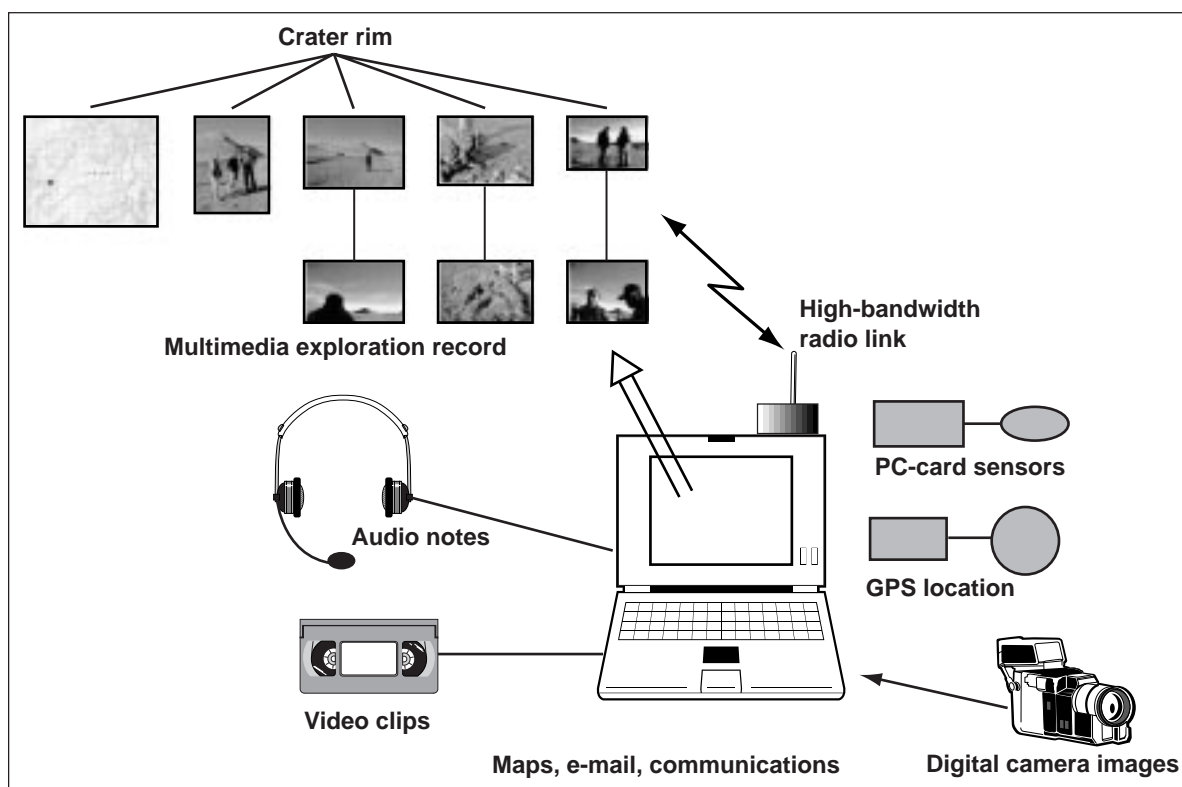 Crater rim
Multimedia exploration record
High-bandwidth
radio link
PC-card sensors
Audio notes
GPS location
Video clips
Maps, e-mail, communications
Digital camera images